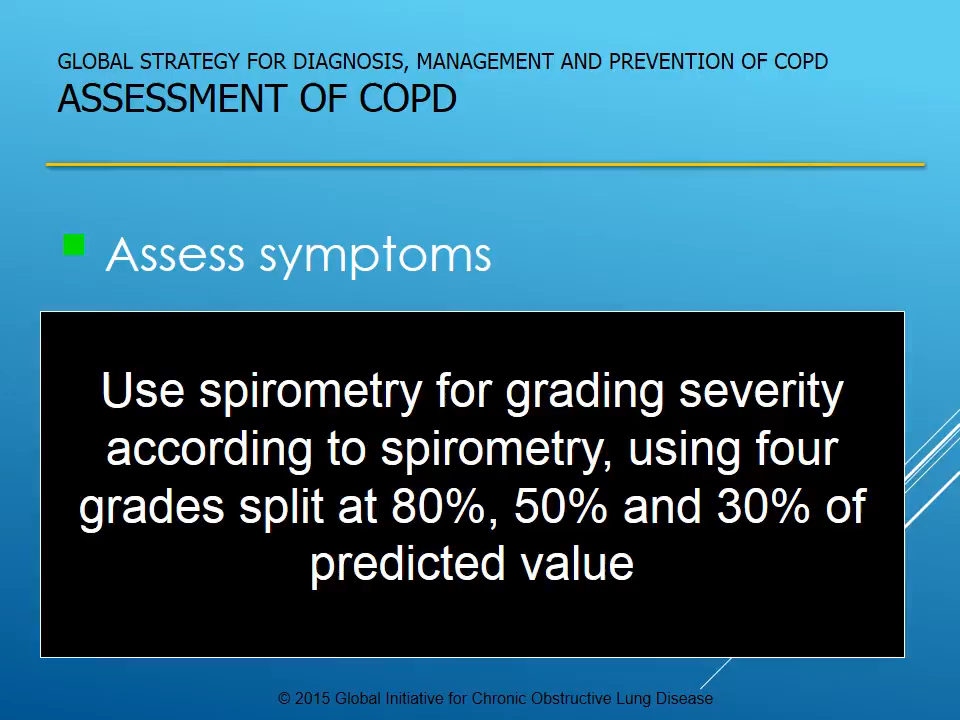 GLOBAL STRATEGY FOR DIAGNOSIS, MANAGEMENT AND PREVENTION OF COPD
ASSESSMENT OF COPD
Assess symptoms
Use spirometry for grading severity
according to spirometry, using four
grades split at 80%, 50% and 30% of
predicted value
© 2015 Global Initiative for Chronic Obstructive Lung Disease